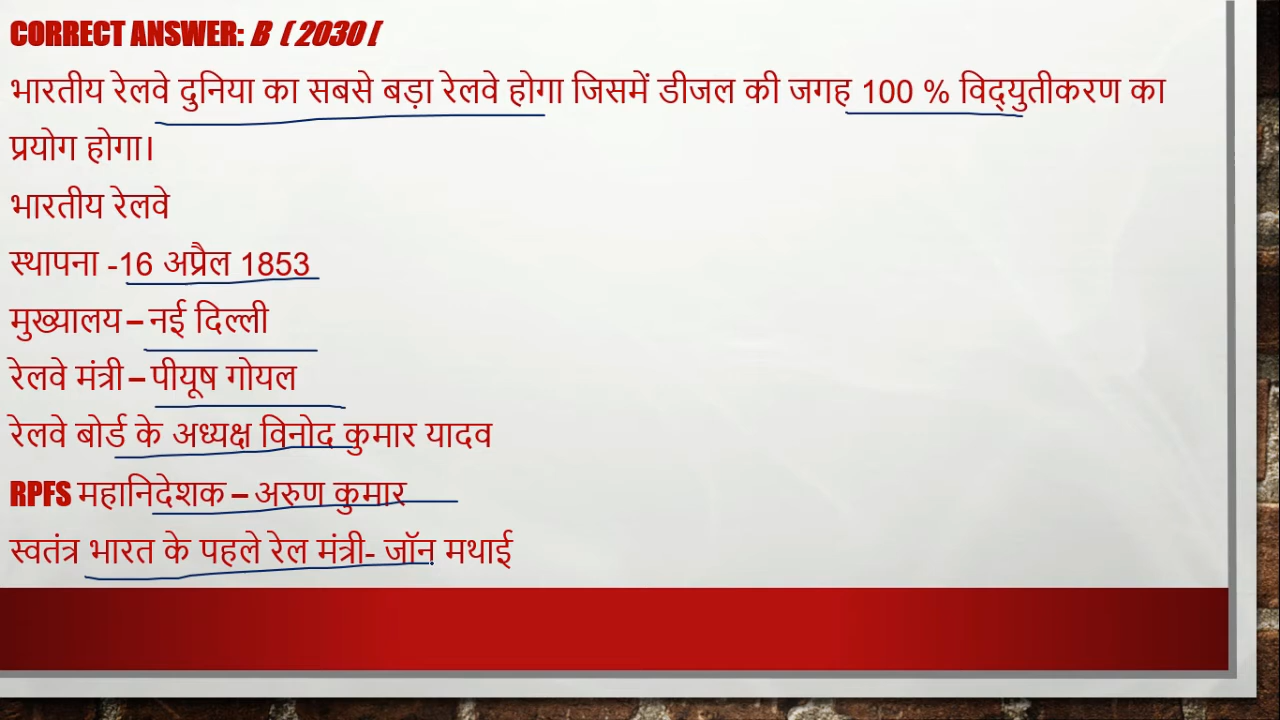 CORRECT ANSWER: B ( 2030 [
भारतीय रेलवे दुनिया का सबसे बड़ा रेलवे होगा जिसमें डीजल की जगह 100 % विद्युतीकरण का
प्रयोग होगा।
भारतीय रेलवे
स्थापना -16 अप्रैल 1853
मुख्यालय – नई दिल्ली
रेलवे मंत्री – पीयूष गोयल
रेलवे बोर्ड के अध्यक्ष विनोद कुमार यादव
RPFS महानिदेशक – अरुण कुमार
स्वतंत्र भारत के पहले रेल मंत्री- जॉन मथाई